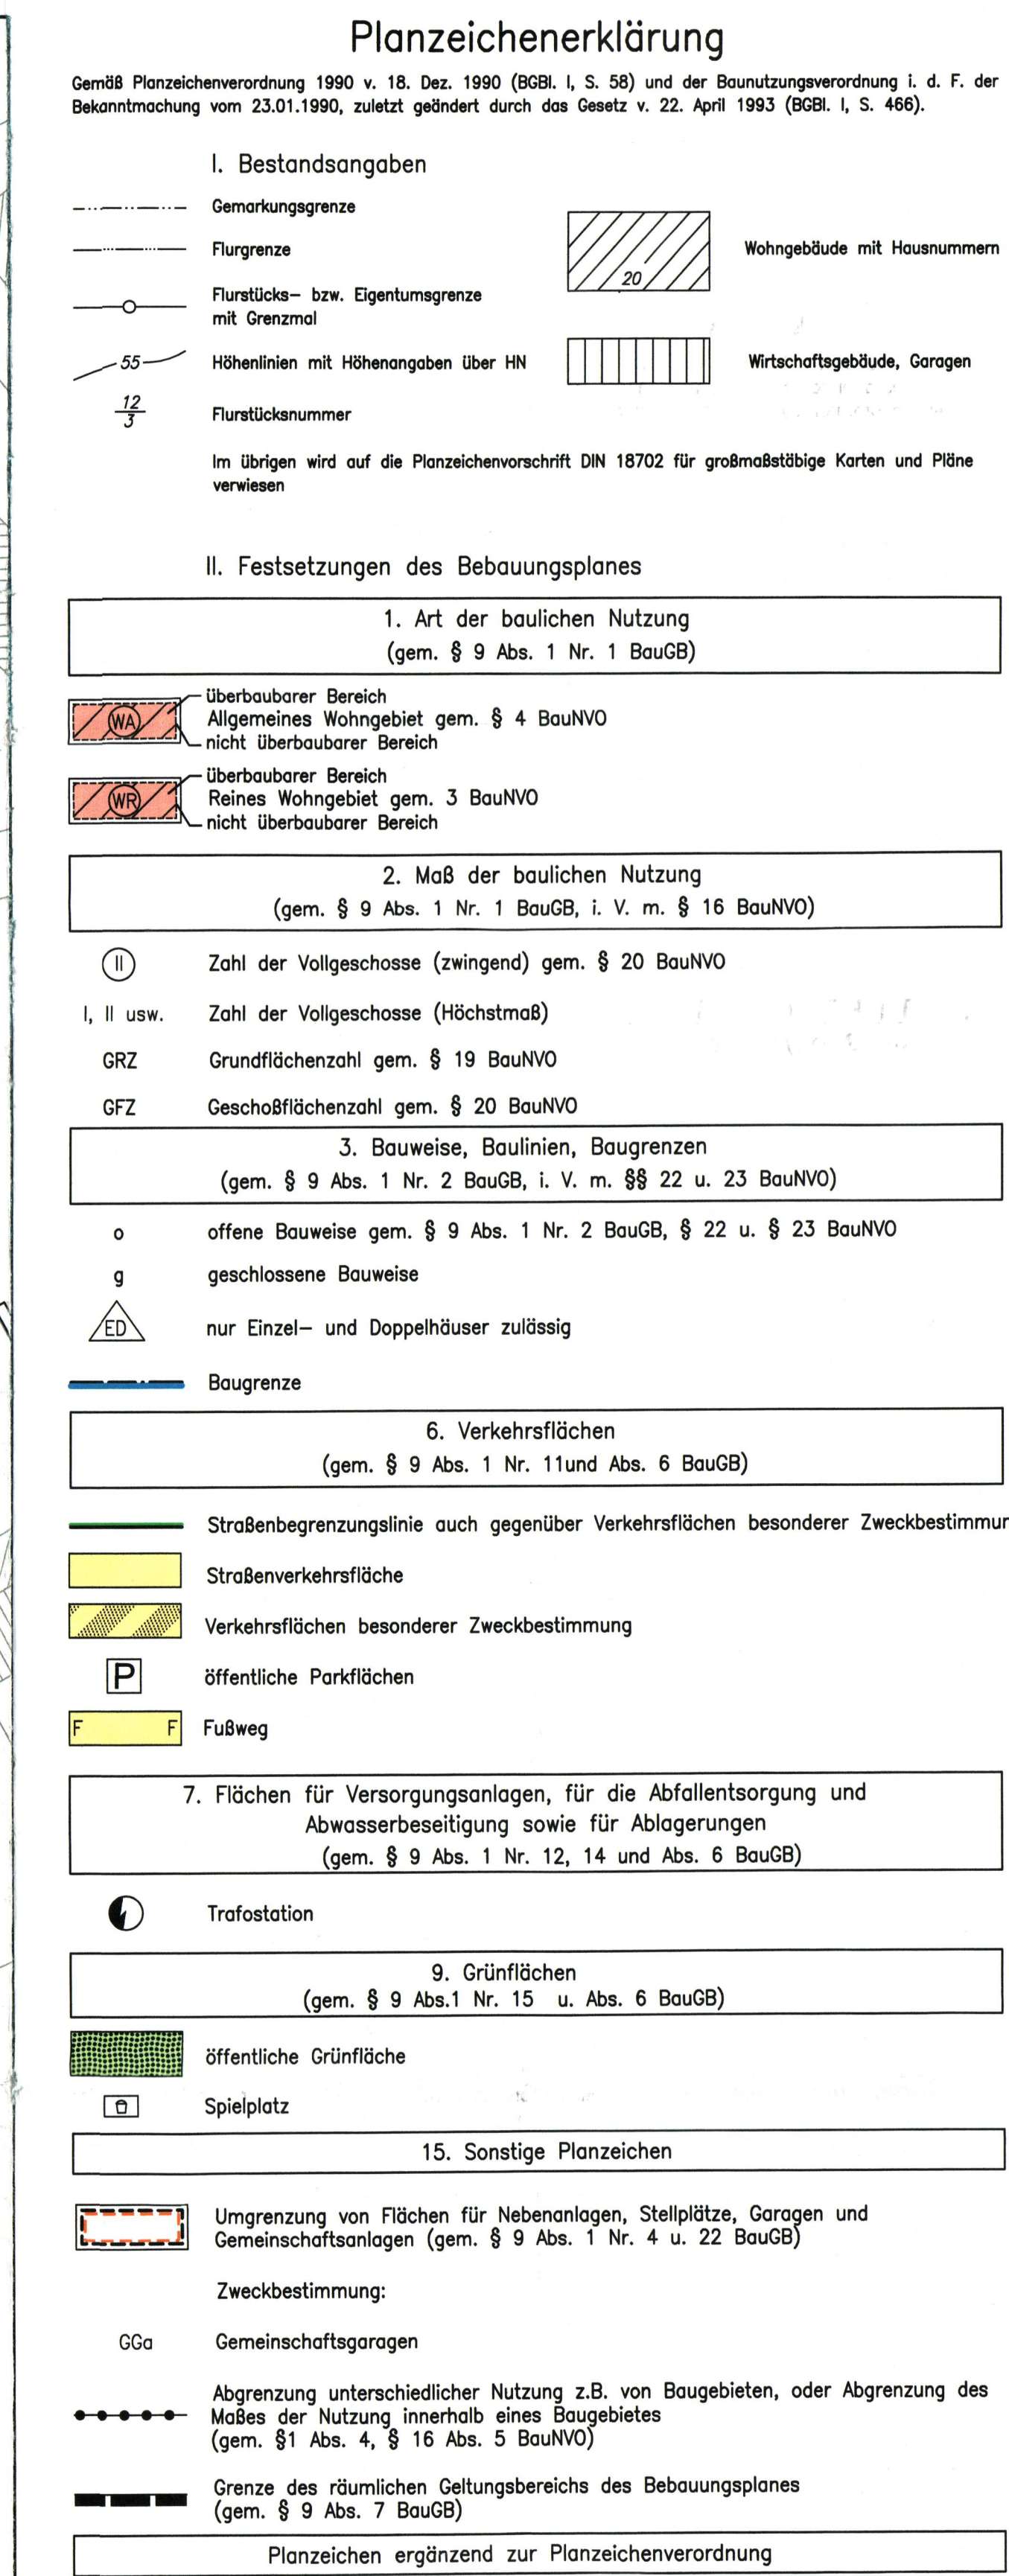 Planzeichenerklärung
Gemäß Planzeichenverordnung 1990 v. 18. Dez. 1990 (BGBl. I, S. 58) und der Baunutzungsverordnung i. d. F. der
Bekanntmachung vom 23.01.1990, zuletzt geändert durch das Gesetz v. 22. April 1993 (BGBl. I, S. 466).
I. Bestandsangaben
Gemarkungsgrenze
Flurgrenze
20
Wohngebäude mit Hausnummern
Flurstücks– bzw. Eigentumsgrenze
mit Grenzmal
55
Höhenlinien mit Höhenangaben über HN
Wirtschaftsgebäude, Garagen
12
3
Flurstücksnummer
Im übrigen wird auf die Planzeichenvorschrift DIN 18702 für großmaßstäbige Karten und Pläne
verwiesen
II. Festsetzungen des Bebauungsplanes
1. Art der baulichen Nutzung
(gem. § 9 Abs. 1 Nr. 1 BauGB)
überbaubarer Bereich
WA
Allgemeines Wohngebiet gem. § 4 BauNVO
nicht überbaubarer Bereich
überbaubarer Bereich
WR
Reines Wohngebiet gem. 3 BauNVO
nicht überbaubarer Bereich
2. Maß der baulichen Nutzung
(gem. § 9 Abs. 1 Nr. 1 BauGB, i. V. m. § 16 BauNVO)
II
Zahl der Vollgeschosse (zwingend) gem. § 20 BauNVO
I, II usw.
Zahl der Vollgeschosse (Höchstmaß)
GRZ
Grundflächenzahl gem. § 19 BauNVO
GFZ
Geschoßflächenzahl gem. § 20 BauNVO
3. Bauweise, Baulinien, Baugrenzen
(gem. § 9 Abs. 1 Nr. 2 BauGB, i. V. m. §§ 22 u. 23 BauNVO)
o
offene Bauweise gem. § 9 Abs. 1 Nr. 2 BauGB, § 22 u. § 23 BauNVO
g
geschlossene Bauweise
ED
nur Einzel– und Doppelhäuser zulässig
Baugrenze
6. Verkehrsflächen
(gem. § 9 Abs. 1 Nr. 11und Abs. 6 BauGB)
Straßenbegrenzungslinie auch gegenüber Verkehrsflächen besonderer Zweckbestimmur
Straßenverkehrsfläche
Verkehrsflächen besonderer Zweckbestimmung
P
öffentliche Parkflächen
F F
Fußweg
7. Flächen für Versorgungsanlagen, für die Abfallentsorgung und
Abwasserbeseitigung sowie für Ablagerungen
(gem. § 9 Abs. 1 Nr. 12, 14 und Abs. 6 BauGB)
Trafostation
9. Grünflächen
(gem. § 9 Abs.1 Nr. 15 u. Abs. 6 BauGB)
öffentliche Grünfläche
Spielplatz
15. Sonstige Planzeichen
Umgrenzung von Flächen für Nebenanlagen, Stellplätze, Garagen und
Gemeinschaftsanlagen (gem. § 9 Abs. 1 Nr. 4 u. 22 BauGB)
Zweckbestimmung:
GGa
Gemeinschaftsgaragen
Abgrenzung unterschiedlicher Nutzung z.B. von Baugebieten, oder Abgrenzung des
Maßes der Nutzung innerhalb eines Baugebietes
(gem. §1 Abs. 4, § 16 Abs. 5 BauNVO)
Grenze des räumlichen Geltungsbereichs des Bebauungsplanes
(gem. § 9 Abs. 7 BauGB)
Planzeichen ergänzend zur Planzeichenverordnung